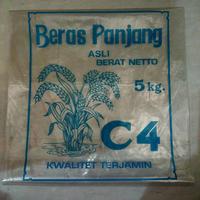 Beras Panjang
ASLI
BERAT NETTO
5 kg.
C4
KWALITET TERJAMIN